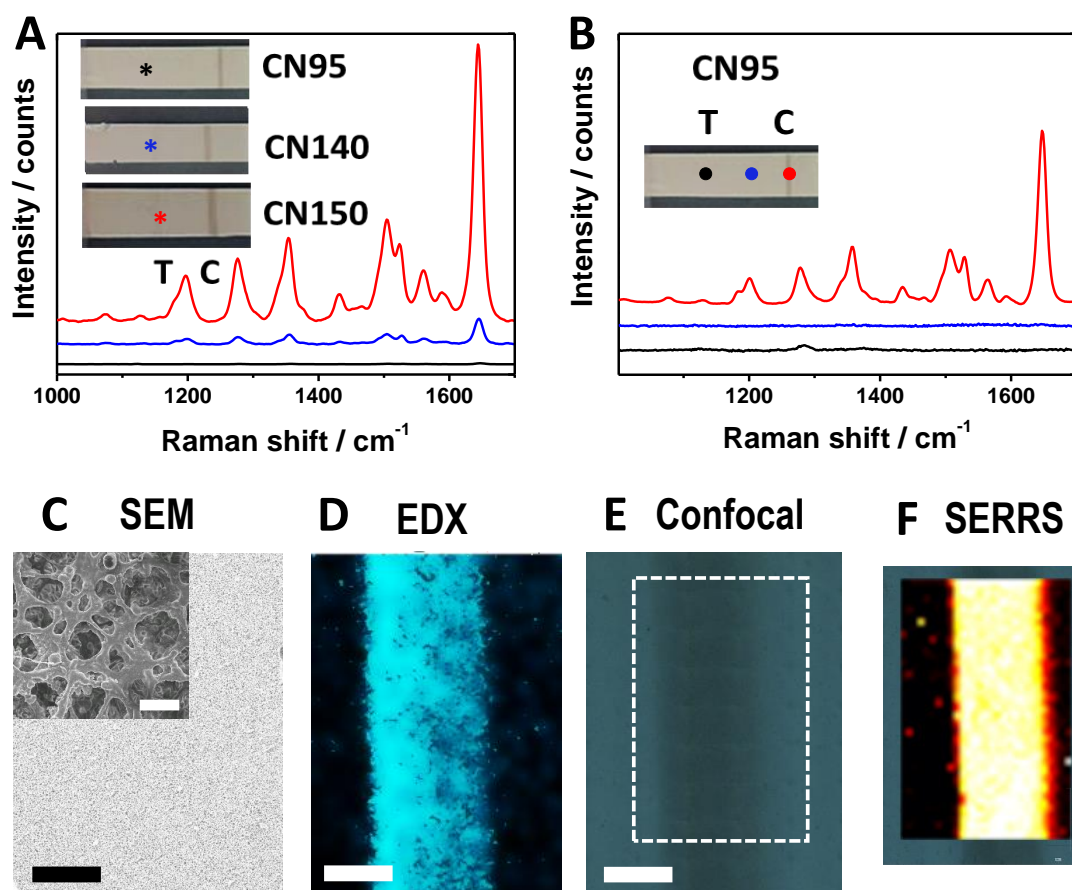 A
CN95
*
CN140
*
CN150
*
T C
Intensity / counts
1000 1200 1400 1600
Raman shift / cm-1
B
CN95
T C
Intensity / counts
1200 1400 1600
Raman shift / cm-1
C SEM
D EDX
E Confocal
F SERRS